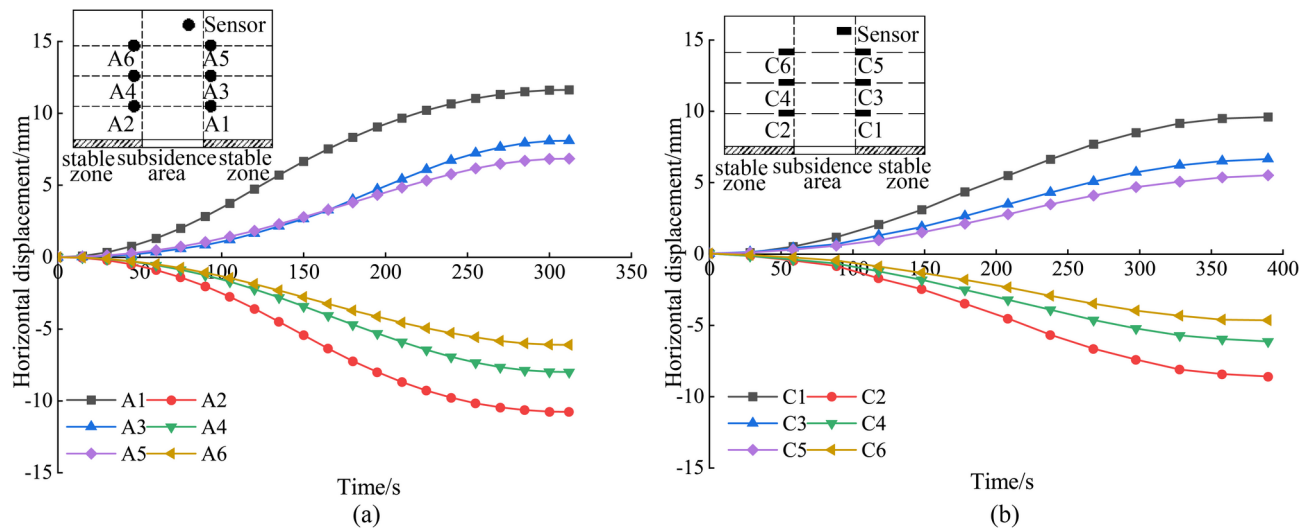 Sensor
A6 A5
A4 A3
A2 A1
stable subsidence stable
zone area zone
15
10
5
0
-5
-10
-15
0 50 100 150 200 250 300 350
Horizontal displacement/mm
A1 A2
A3 A4
A5 A6
Time/s
(a)
Sensor
C6 C5
C4 C3
C2 C1
stable subsidence stable
zone area zone
15
10
5
0
-5
-10
-15
0 50 100 150 200 250 300 350 400
Horizontal displacement/mm
C1 C2
C3 C4
C5 C6
Time/s
(b)